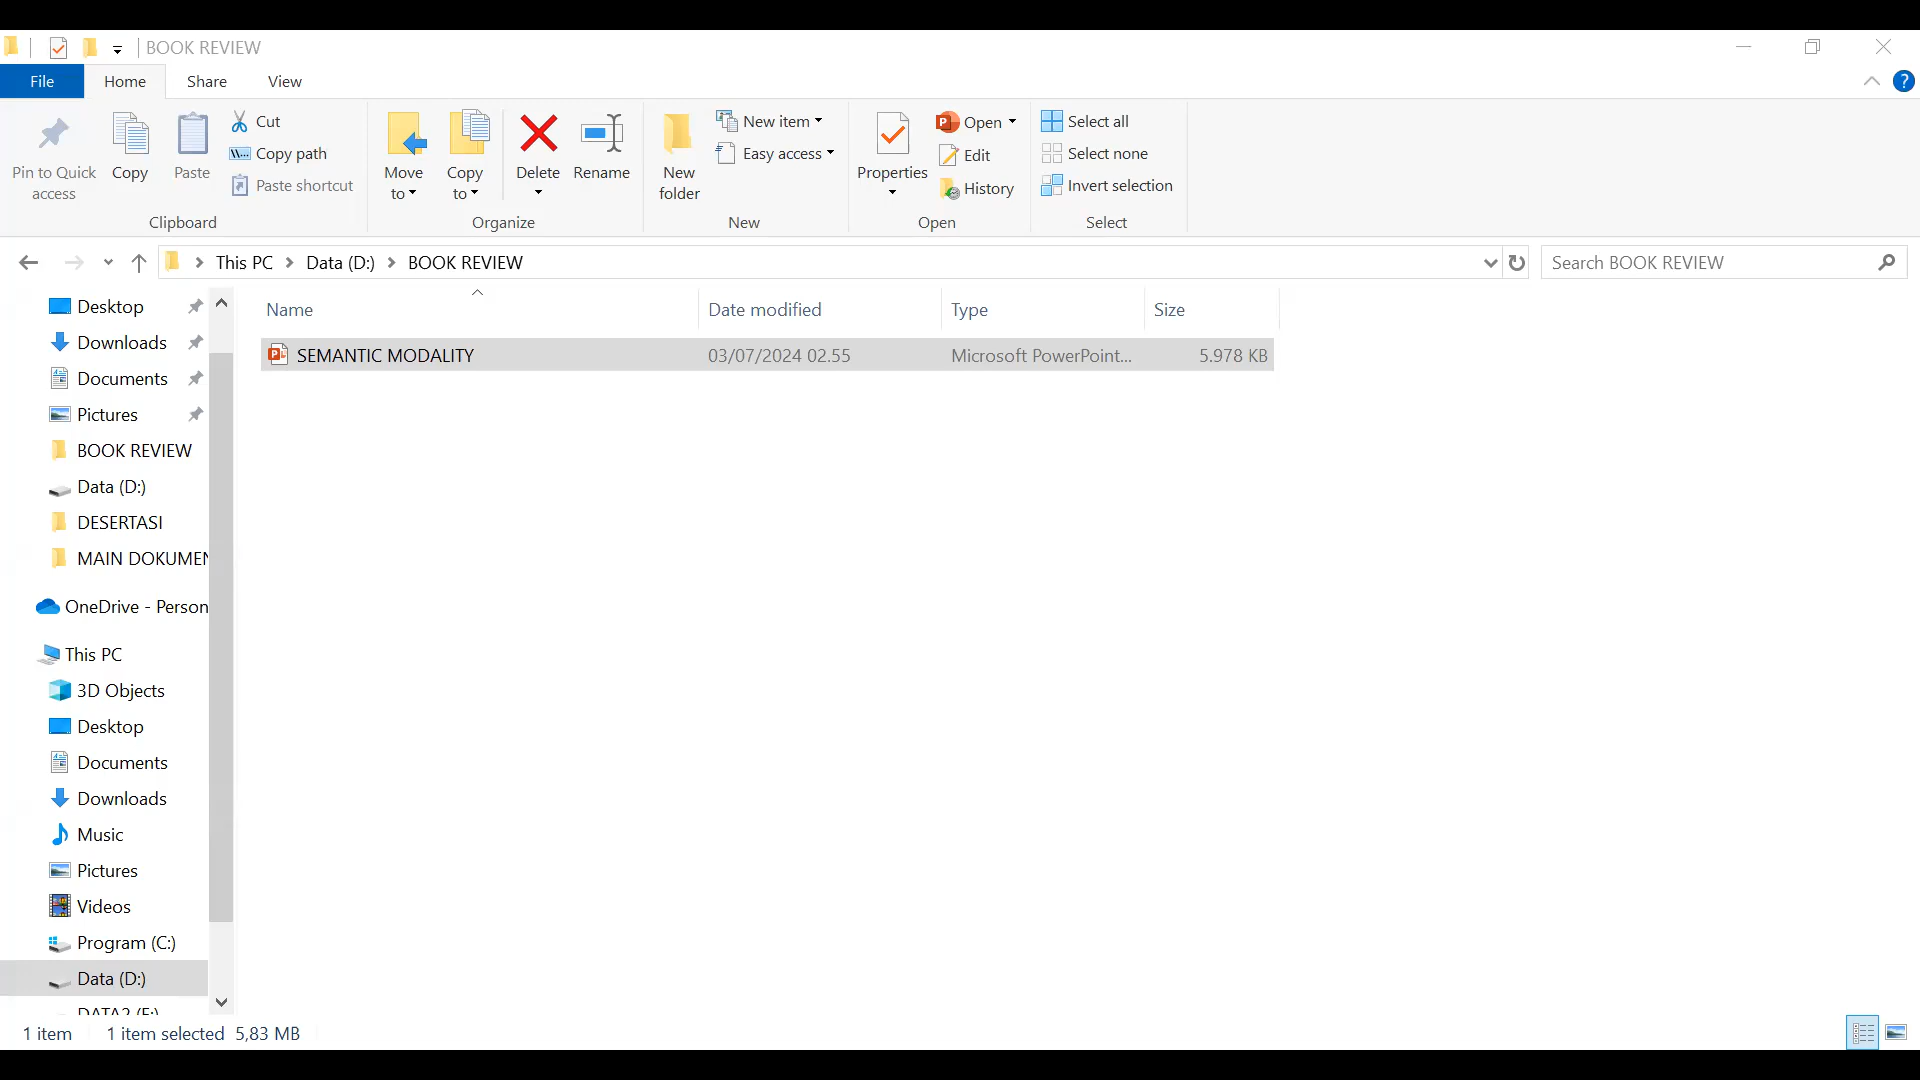 BOOK REVIEW
File Home Share View
Pin to Quick access
Copy
Paste
Cut
Copy path
Paste shortcut
Clipboard
Move to
Copy to
Delete
Rename
Organize
New folder
New item
Easy access
New
Properties
Open
Edit
History
Open
Select all
Select none
Invert selection
Select
This PC Data (D:) BOOK REVIEW
Search BOOK REVIEW
Name Date modified Type Size
SEMANTIC MODALITY 03/07/2024 02.55 Microsoft PowerPoint... 5.978 KB
Desktop
Downloads
Documents
Pictures
BOOK REVIEW
Data (D:)
DESERTASI
MAIN DOKUMEN
OneDrive - Person
This PC
3D Objects
Desktop
Documents
Downloads
Music
Pictures
Videos
Program (C:)
Data (D:)
1 item 1 item selected 5,83 MB